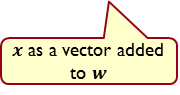 x as a vector added
to w